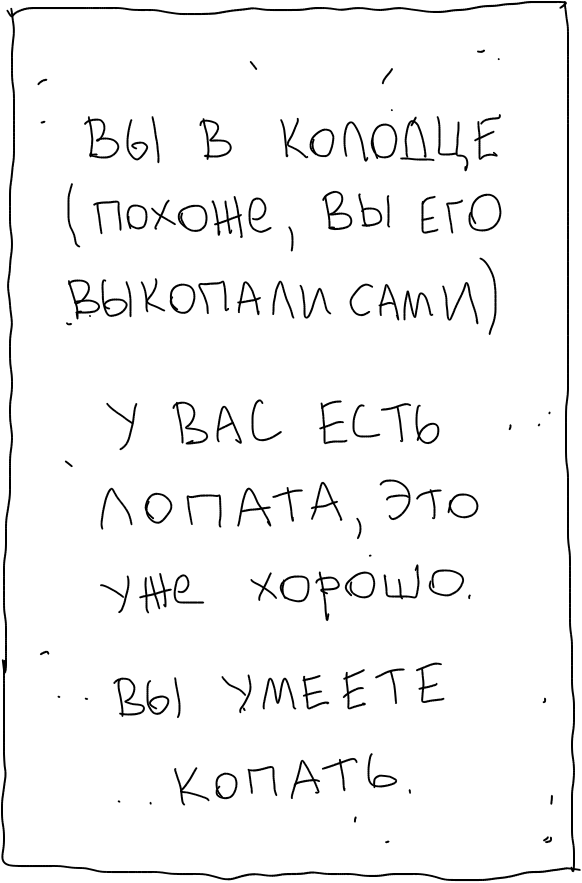 ВЫ В КОЛОДЦЕ
(ПОХОЖЕ, ВЫ ЕГО
ВЫКОПАЛИ САМИ)
У ВАС ЕСТЬ
ЛОПАТА, ЭТО
УЖЕ ХОРОШО.
ВЫ УМЕЕТЕ
КОПАТЬ.